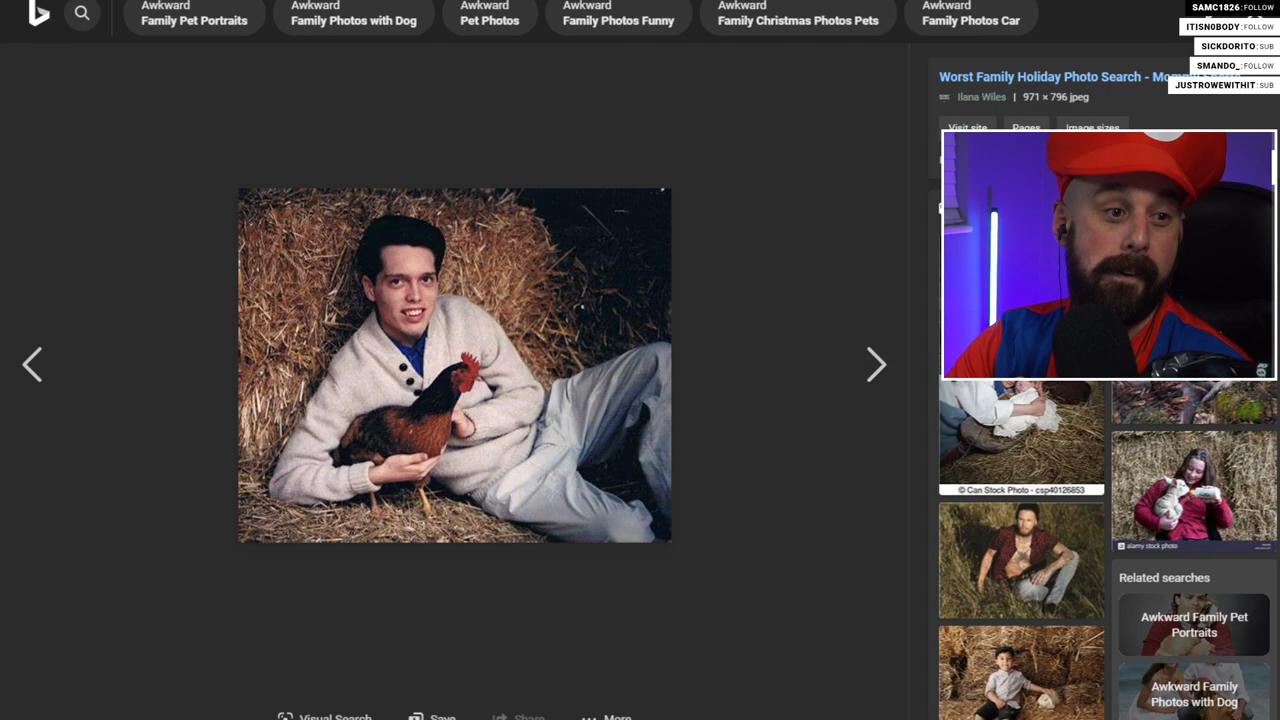 Awkward
Family Pet Portraits
Awkward
Family Photos with Dog
Awkward
Pet Photos
Awkward
Family Photos Funny
Awkward
Family Christmas Photos Pets
Awkward
Family Photos Car
SAMC1826:FOLLOW
ITISN0BODY:FOLLOW
SICKDORITO:SUB
SMANDO_:FOLLOW
JUSTROWEWITHIT:SUB
Worst Family Holiday Photo Search -
Ilana Wiles | 971 × 796 jpeg
Visit site
Pages
Image sizes
© Can Stock Photo - csp40126853
alamy stock photo
Related searches
Awkward Family Pet
Portraits
Awkward Family
Photos with Dog
Visual Search
Save
Share
More